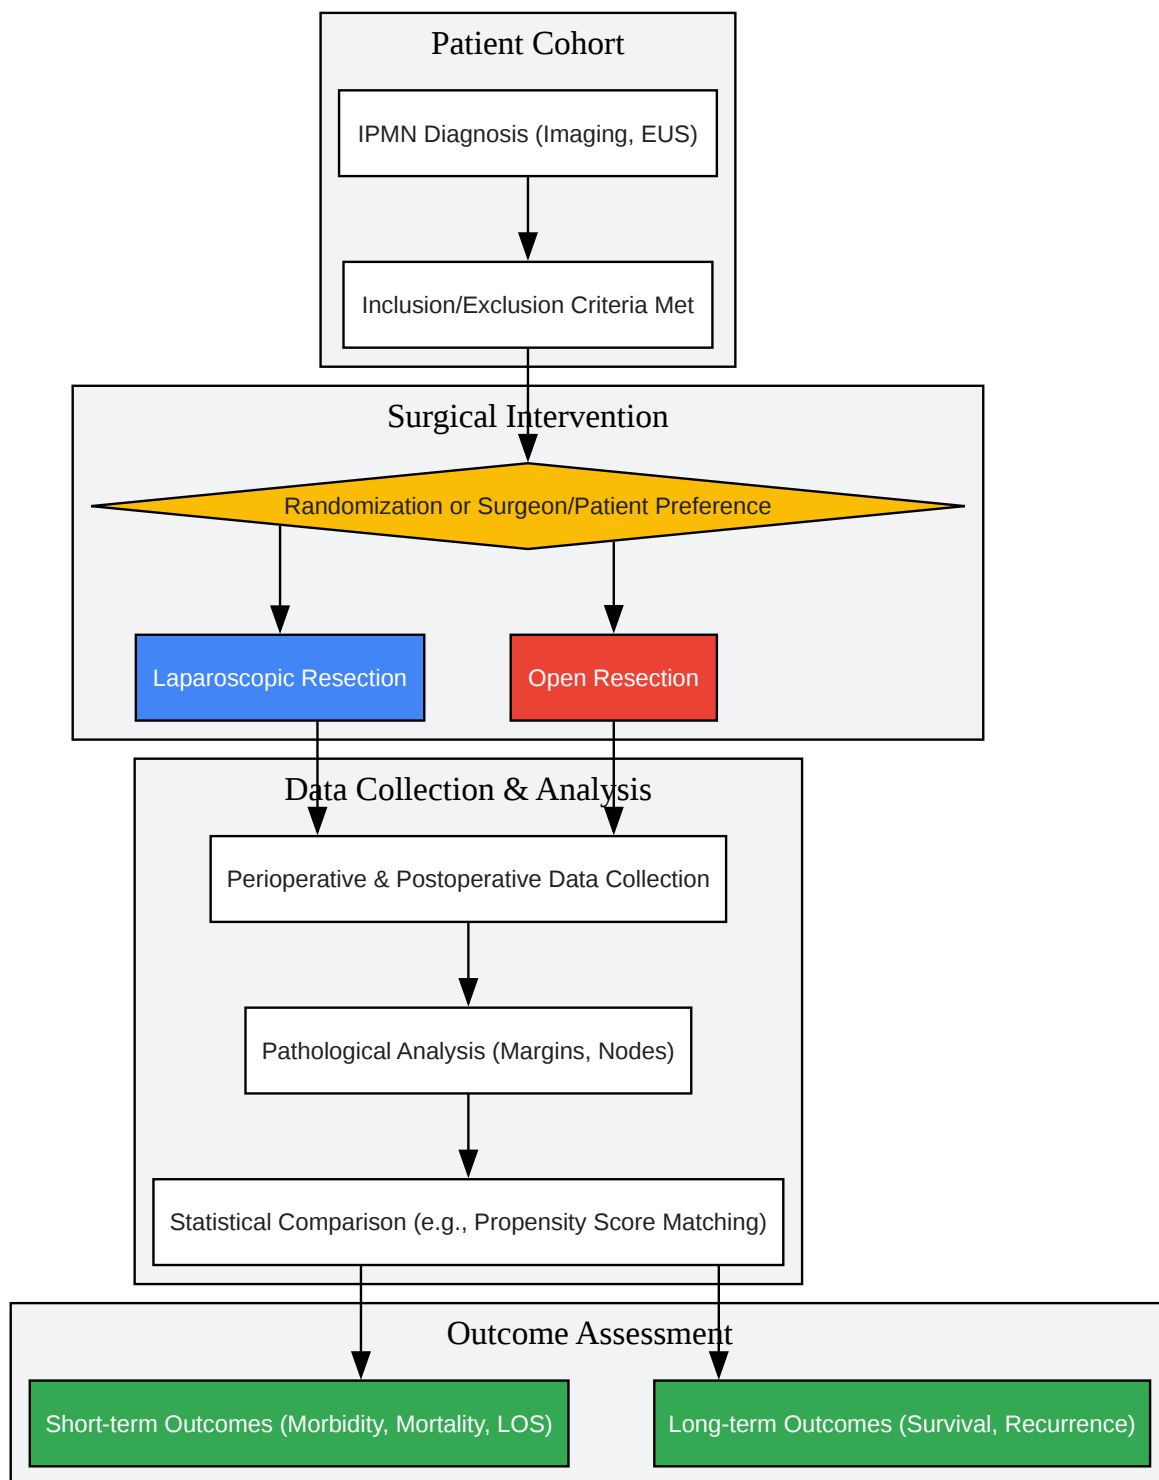 Patient Cohort
IPMN Diagnosis (Imaging, EUS)
Inclusion/Exclusion Criteria Met
Surgical Intervention
Randomization or Surgeon/Patient Preference
Laparoscopic Resection
Open Resection
Data Collection & Analysis
Perioperative & Postoperative Data Collection
Pathological Analysis (Margins, Nodes)
Statistical Comparison (e.g., Propensity Score Matching)
Outcome Assessment
Short-term Outcomes (Morbidity, Mortality, LOS)
Long-term Outcomes (Survival, Recurrence)